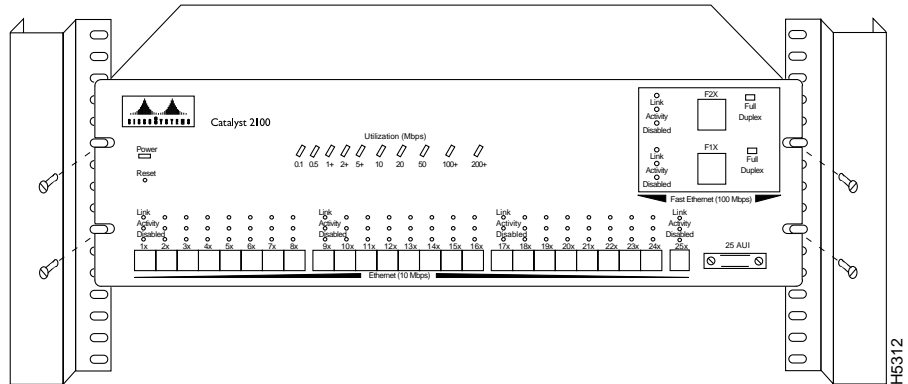 CISCO SYSTEMS
Catalyst 2100
Power
Reset
Utilization (Mbps)
0.1 0.5 1+ 2+ 5+ 10 20 50 100+ 200+
Link
Activity
Disabled
F2X
Full
Duplex
Link
Activity
Disabled
F1X
Full
Duplex
Fast Ethernet (100 Mbps)
Link
Activity
Disabled
Link
Activity
Disabled
Link
Activity
Disabled
Link
Activity
Disabled
1x 2x 3x 4x 5x 6x 7x 8x 9x 10x 11x 12x 13x 14x 15x 16x 17x 18x 19x 20x 21x 22x 23x 24x 25x
Ethernet (10 Mbps)
25 AUI
H5312